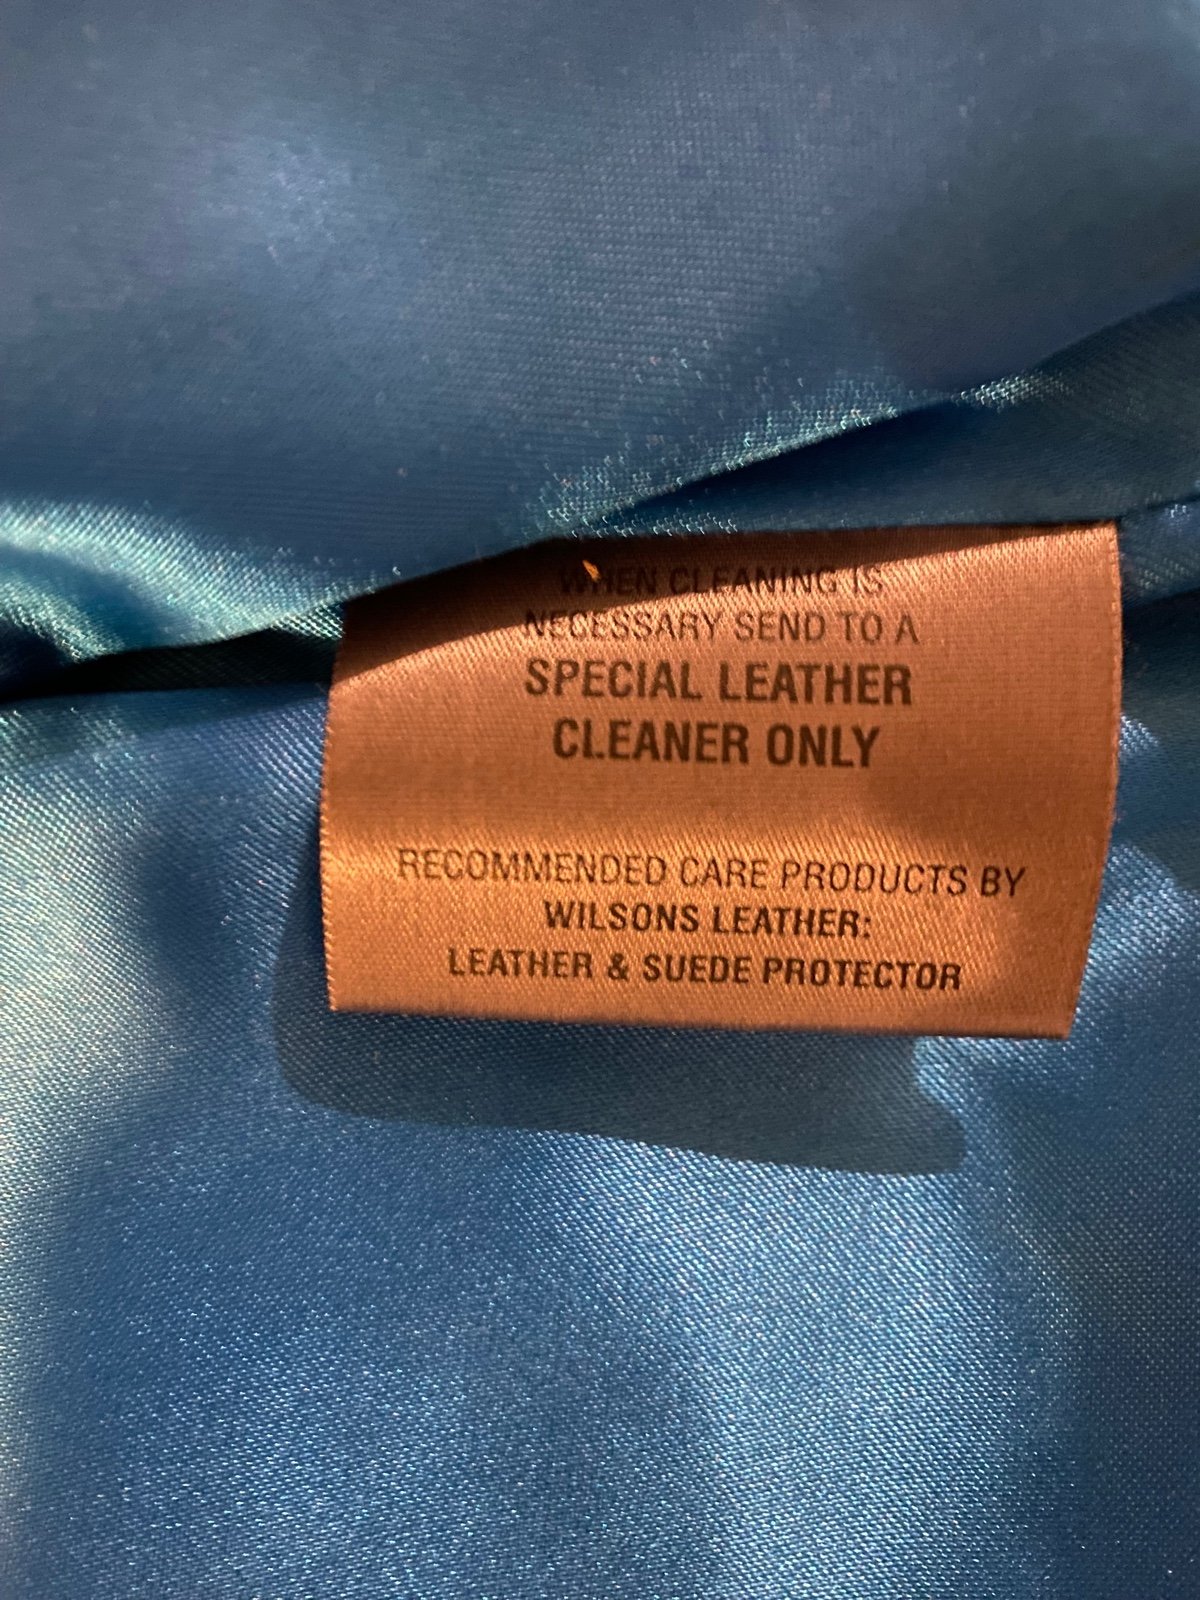 WHEN CLEANING IS
NECESSARY SEND TO A
SPECIAL LEATHER
CLEANER ONLY
RECOMMENDED CARE PRODUCTS BY
WILSONS LEATHER:
LEATHER & SUEDE PROTECTOR